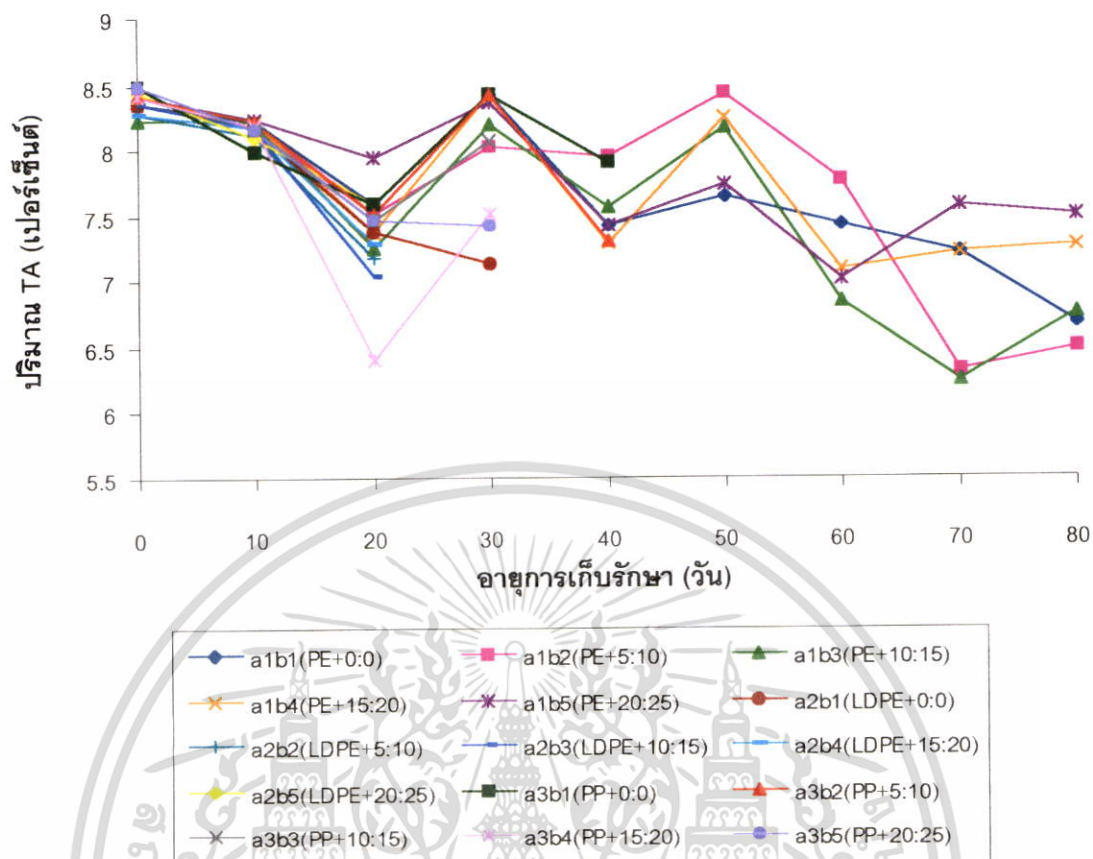 9
8.5
8
7.5
7
6.5
6
5.5
ปริมาณ TA (เปอร์เซ็นต์)
0 10 20 30 40 50 60 70 80
อายุการเก็บรักษา (วัน)
a1b1(PE+0:0) a1b2(PE+5:10) a1b3(PE+10:15)
a1b4(PE+15:20) a1b5(PE+20:25) a2b1(LDPE+0:0)
a2b2(LDPE+5:10) a2b3(LDPE+10:15) a2b4(LDPE+15:20)
a2b5(LDPE+20:25) a3b1(PP+0:0) a3b2(PP+5:10)
a3b3(PP+10:15) a3b4(PP+15:20) a3b5(PP+20:25)